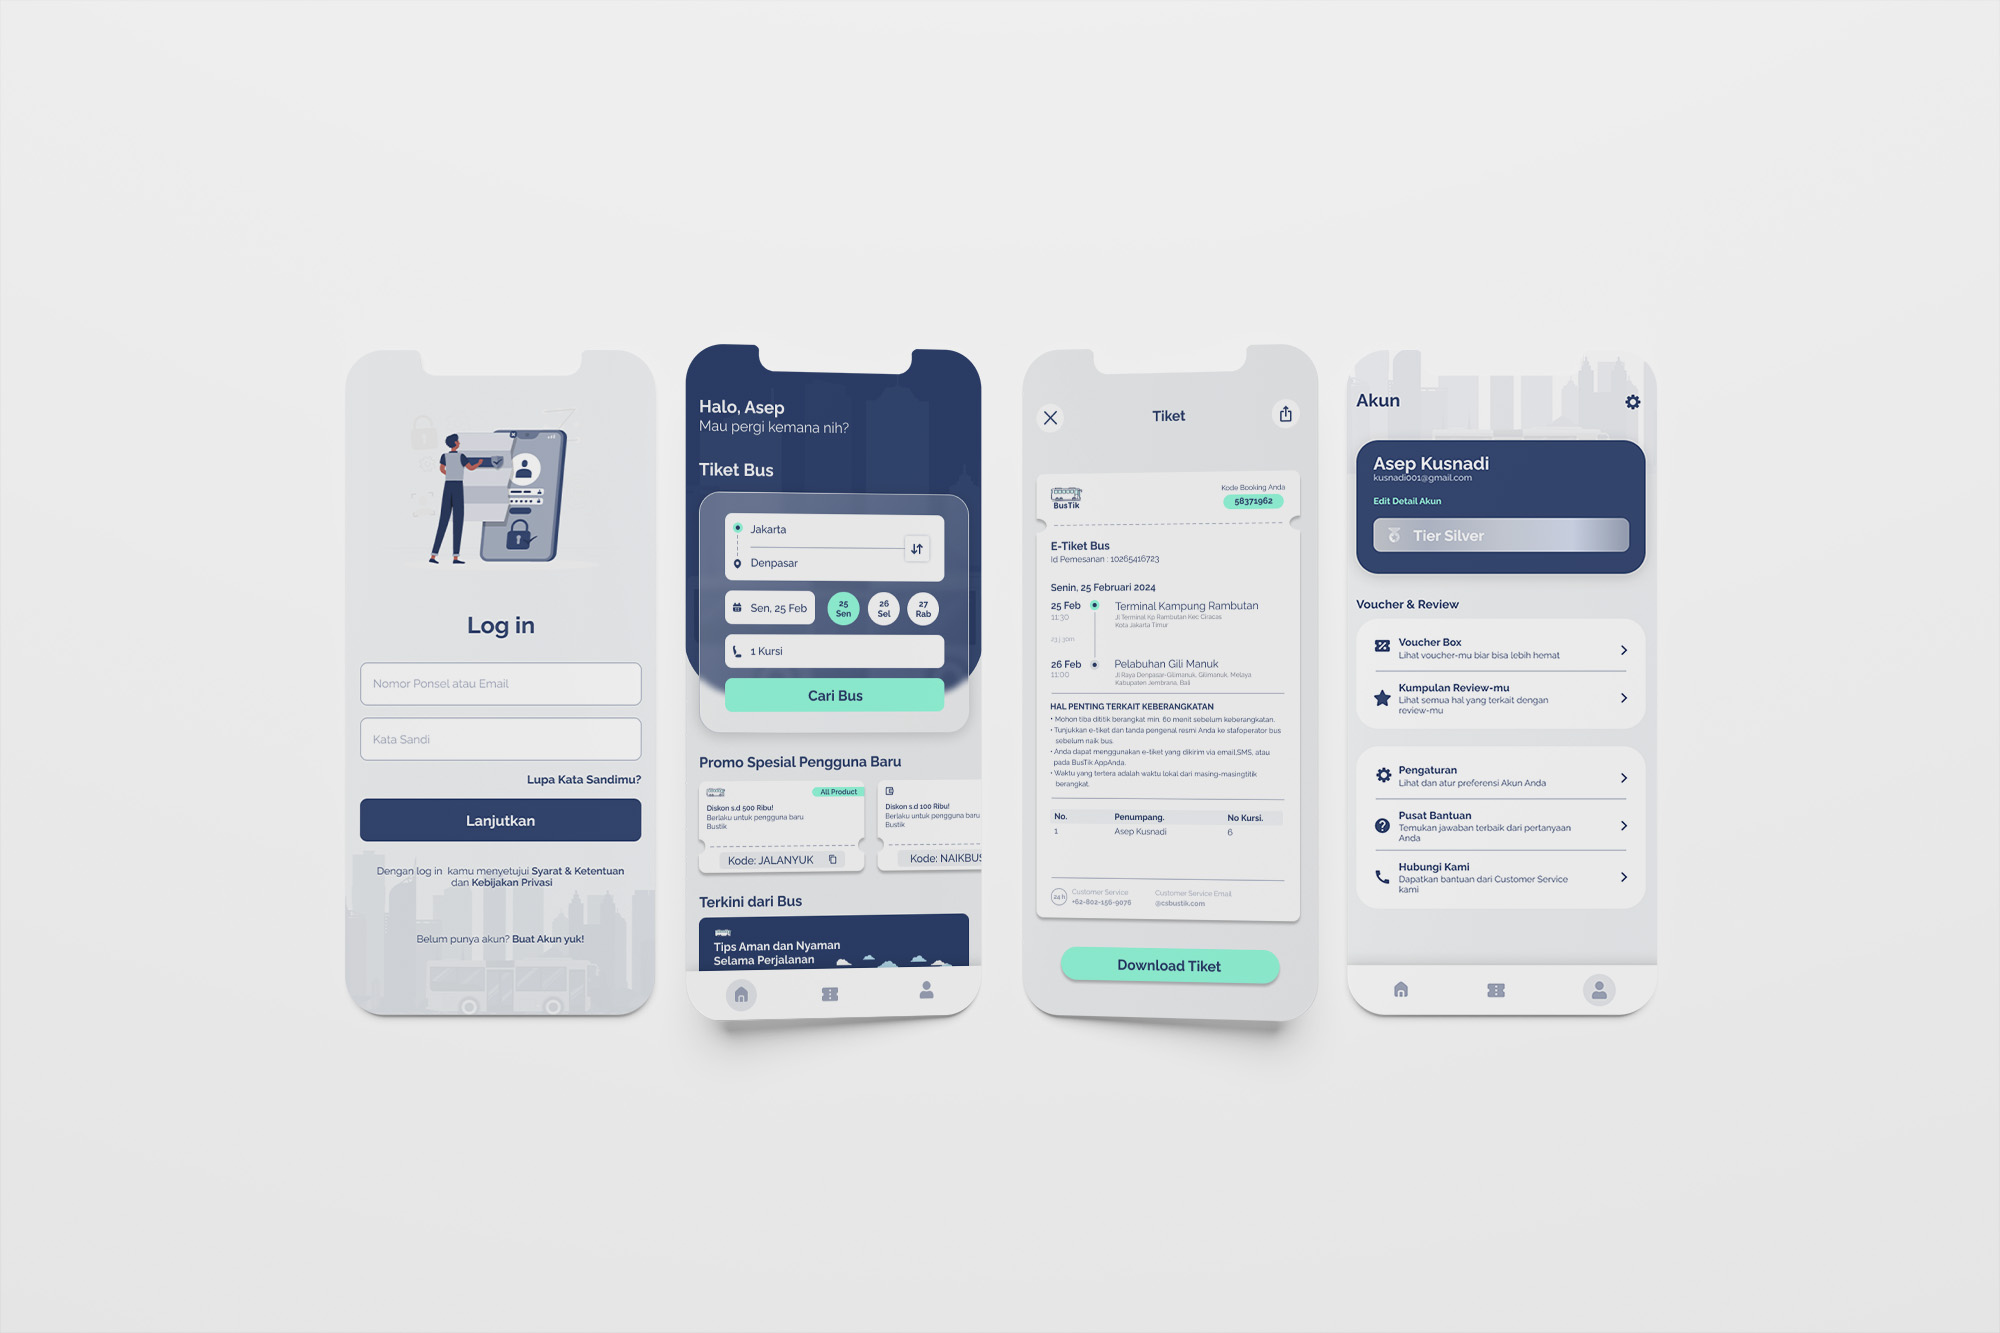 Log in
Nomor Ponsel atau Email
Kata Sandi
Lupa Kata Sandimu?
Lanjutkan
Dengan log in kamu menyetujui Syarat & Ketentuan
dan Kebijakan Privasi
Belum punya akun? Buat Akun yuk!
Halo, Asep
Mau pergi kemana nih?
Tiket Bus
Jakarta
Denpasar
Sen, 25 Feb
25
Sen
26
Sel
27
Rab
1 Kursi
Cari Bus
Promo Spesial Pengguna Baru
All Product
Diskon s.d 500 Ribu!
Berlaku untuk pengguna baru
Bustik
Kode: JALANYUK
Diskon s.d 100 Ribu!
Berlaku untuk pengguna baru
Bustik
Kode: NAIKBUS
Terkini dari Bus
Tips Aman dan Nyaman
Selama Perjalanan
Tiket
BusTik
Kode Booking Anda
58371962
E-Tiket Bus
Id Pemesanan : 10265416723
Senin, 25 Februari 2024
25 Feb
11:30
Terminal Kampung Rambutan
Jl Terminal Kp Rambutan Kec Ciracas
Kota Jakarta Timur
26 Feb
11:00
Pelabuhan Gili Manuk
Jl Raya Denpasar-Gilimanuk, Gilimanuk, Melaya
Kabupaten Jembrana, Bali
HAL PENTING TERKAIT KEBERANGKATAN
• Mohon tiba dititik berangkat min. 60 menit sebelum keberangkatan.
• Tunjukkan e-tiket dan tanda pengenal resmi Anda ke stafoperator bus
sebelum naik bus.
• Anda dapat menggunakan e-tiket yang dikirim via email,SMS, atau
pada BusTik AppAnda.
• Waktu yang tertera adalah waktu lokal dari masing-masingtitik
berangkat.
No. Penumpang. No Kursi.
1 Asep Kusnadi 6
24 h
Customer Service
+62-802-156-9076
Customer Service Email
@csbustik.com
Download Tiket
Akun
Asep Kusnadi
kusnadi001@gmail.com
Edit Detail Akun
Tier Silver
Voucher & Review
Voucher Box
Lihat voucher-mu biar bisa lebih hemat
Kumpulan Review-mu
Lihat semua hal yang terkait dengan
review-mu
Pengaturan
Lihat dan atur preferensi Akun Anda
Pusat Bantuan
Temukan jawaban terbaik dari pertanyaan
Anda
Hubungi Kami
Dapatkan bantuan dari Customer Service
kami